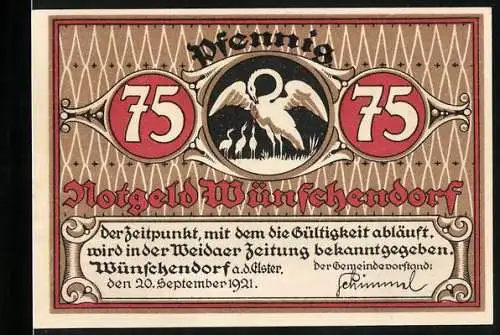 Pfennig
75 75
Notgeld Wünschendorf
Der Zeitpunkt, mit dem die Gültigkeit abläuft,
wird in der Weidaer Zeitung bekanntgegeben.
Wünschendorf a.d.Elster, der Gemeindevorstand:
den 20. September 1921. Schimmel